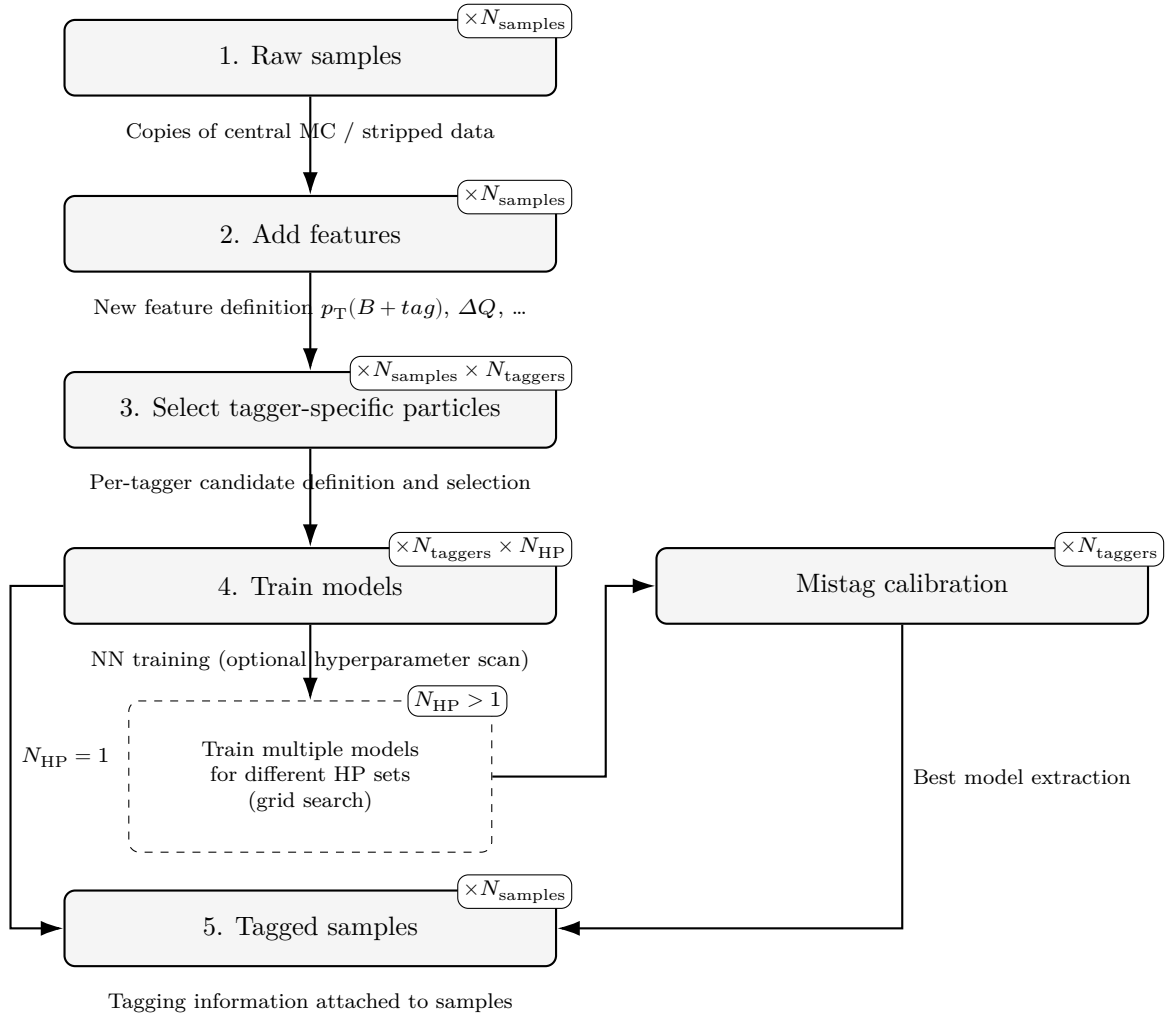 ×N_samples
1. Raw samples
Copies of central MC / stripped data
×N_samples
2. Add features
New feature definition p_T(B + tag), ΔQ, …
×N_samples × N_taggers
3. Select tagger-specific particles
Per-tagger candidate definition and selection
×N_taggers × N_HP
4. Train models
×N_taggers
Mistag calibration
NN training (optional hyperparameter scan)
N_HP > 1
N_HP = 1
Train multiple models
for different HP sets
(grid search)
Best model extraction
×N_samples
5. Tagged samples
Tagging information attached to samples